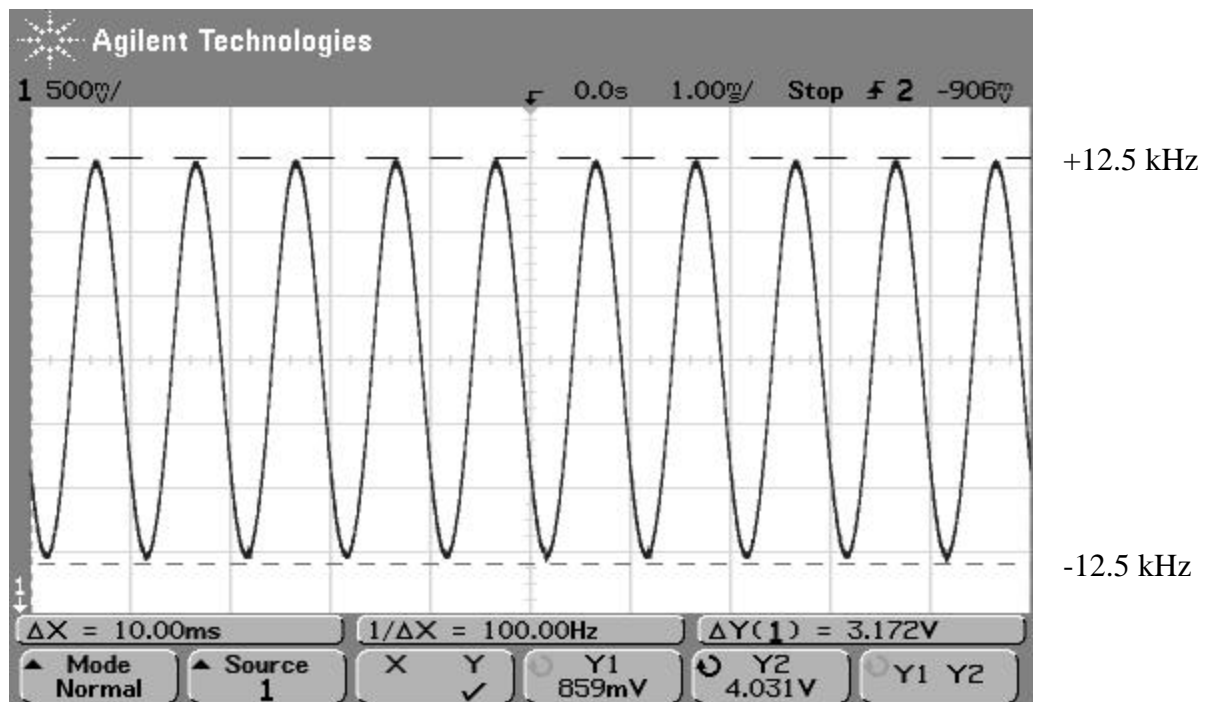 Agilent Technologies
1 500mV/ 0.0s 1.00ms/ Stop 2 -906mV
+12.5 kHz
-12.5 kHz
1
ΔX = 10.00ms 1/ΔX = 100.00Hz ΔY(1) = 3.172V
Mode Source X Y Y1 Y2 Y1 Y2
Normal 1 ✓ 859mV 4.031V